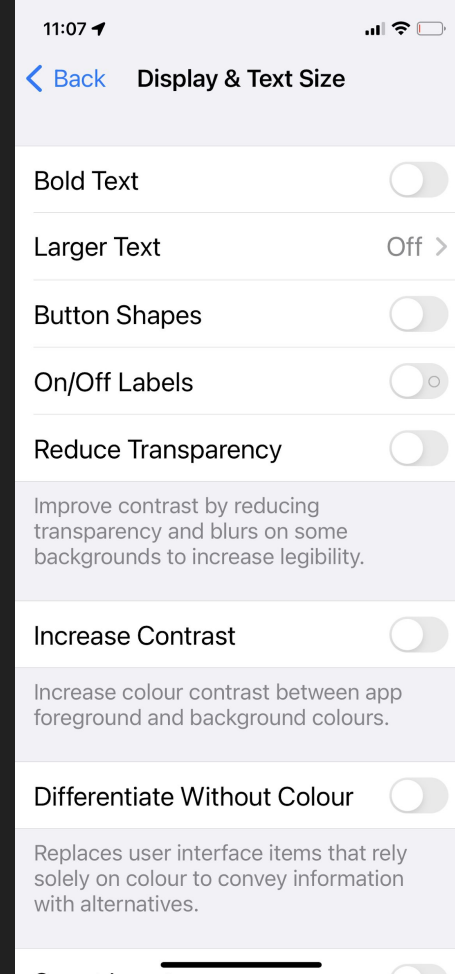 11:07
Back Display & Text Size
Bold Text
Larger Text Off
Button Shapes
On/Off Labels
Reduce Transparency
Improve contrast by reducing
transparency and blurs on some
backgrounds to increase legibility.
Increase Contrast
Increase colour contrast between app
foreground and background colours.
Differentiate Without Colour
Replaces user interface items that rely
solely on colour to convey information
with alternatives.